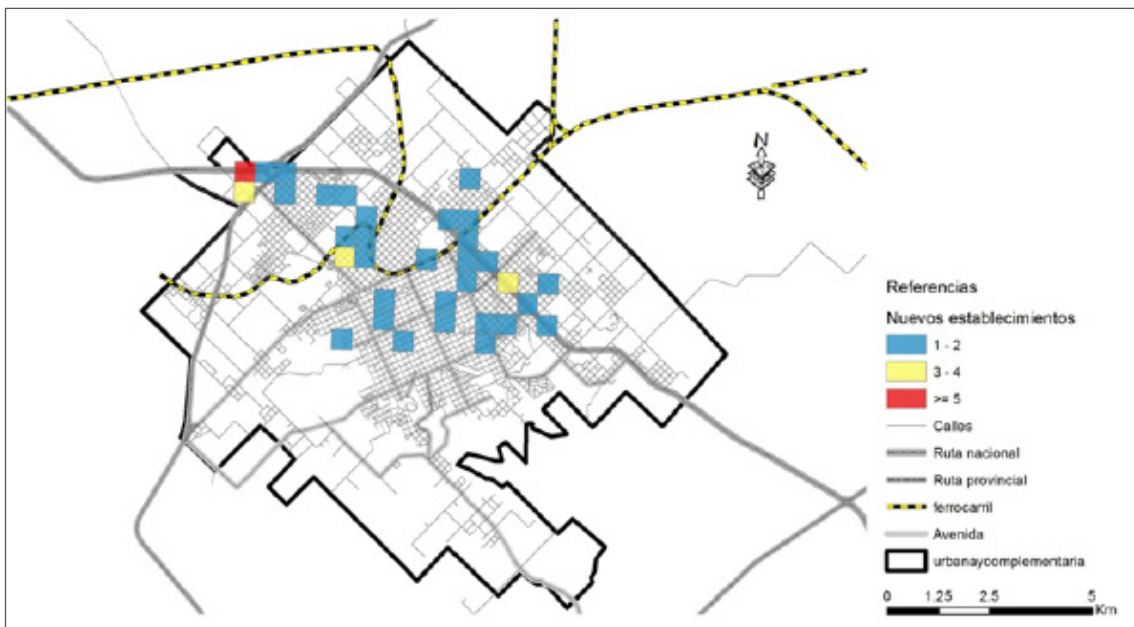 N
Referencias
Nuevos establecimientos
1 - 2
3 - 4
>= 5
Calles
Ruta nacional
Ruta provincial
ferrocarril
Avenida
urbanaycomplementaria
0 1.25 2.5 5
Km